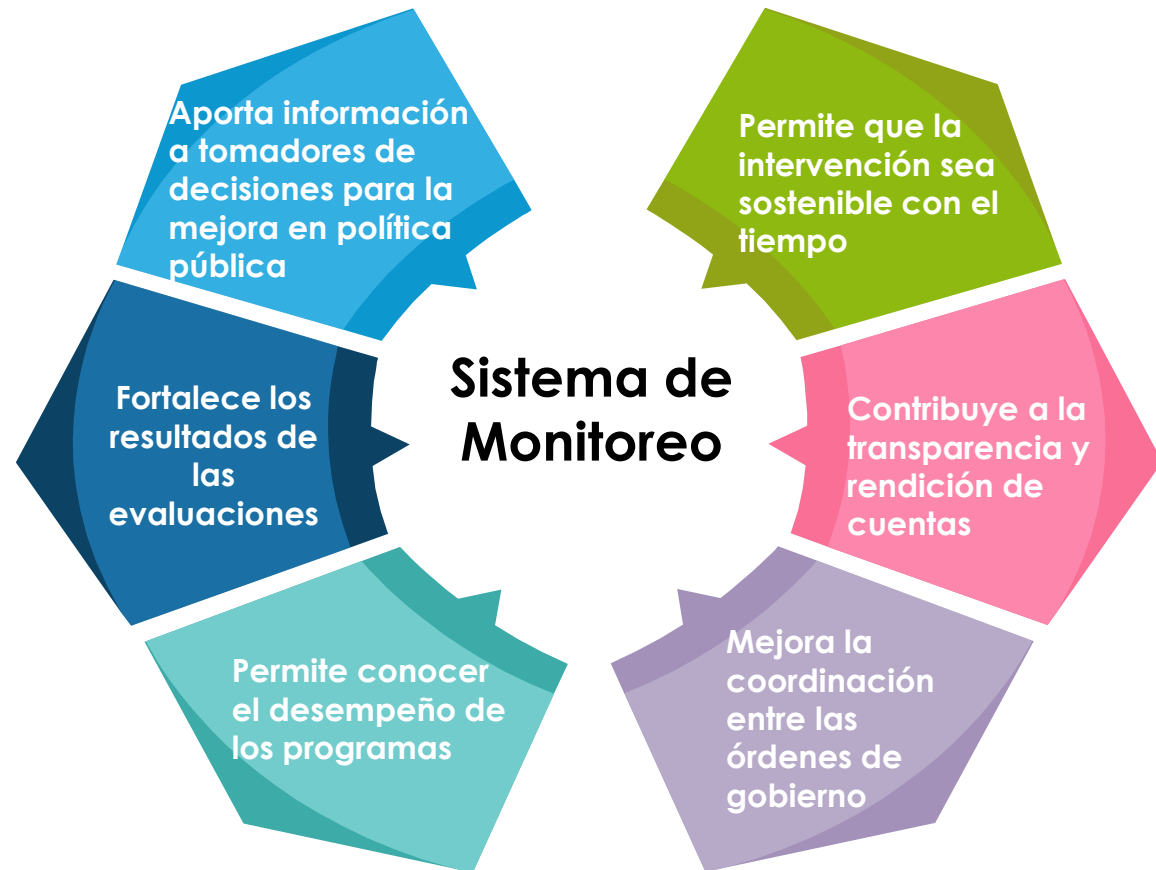 Aporta información
a tomadores de
decisiones para la
mejora en política
pública
Permite que la
intervención sea
sostenible con el
tiempo
Sistema de
Monitoreo
Fortalece los
resultados de
las
evaluaciones
Contribuye a la
transparencia y
rendición de
cuentas
Permite conocer
el desempeño de
los programas
Mejora la
coordinación
entre las
órdenes de
gobierno